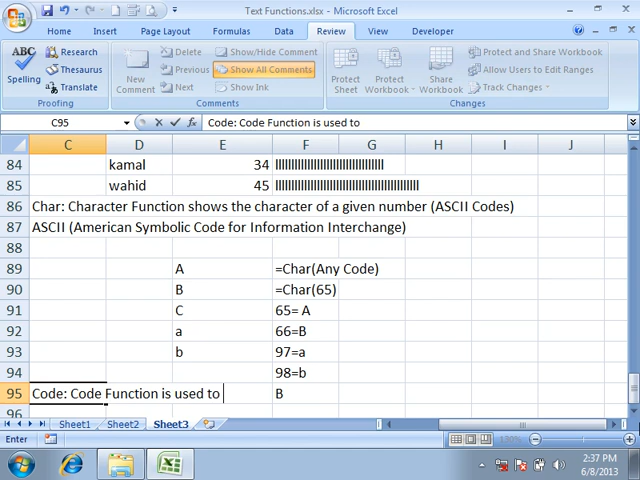 Text Functions.xlsx - Microsoft Excel
Home Insert Page Layout Formulas Data Review View Developer
ABC Spelling Research Thesaurus Translate
Proofing
New Comment Delete Previous Next Show/Hide Comment Show All Comments Show Ink
Comments
Protect Sheet Protect Workbook Share Workbook Protect and Share Workbook Allow Users to Edit Ranges Track Changes
Changes
C95 fx Code: Code Function is used to
C D E F G H I J
84 kamal 34 ||||||||||||||||||||||||||||||||||
85 wahid 45 |||||||||||||||||||||||||||||||||||||||||||||
86 Char: Character Function shows the character of a given number (ASCII Codes)
87 ASCII (American Symbolic Code for Information Interchange)
88
89 A =Char(Any Code)
90 B =Char(65)
91 C 65= A
92 a 66=B
93 b 97=a
94 98=b
95 Code: Code Function is used to B
96
Sheet1 Sheet2 Sheet3
Enter 130%
2:37 PM
6/8/2013